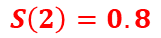 S(2) = 0.8